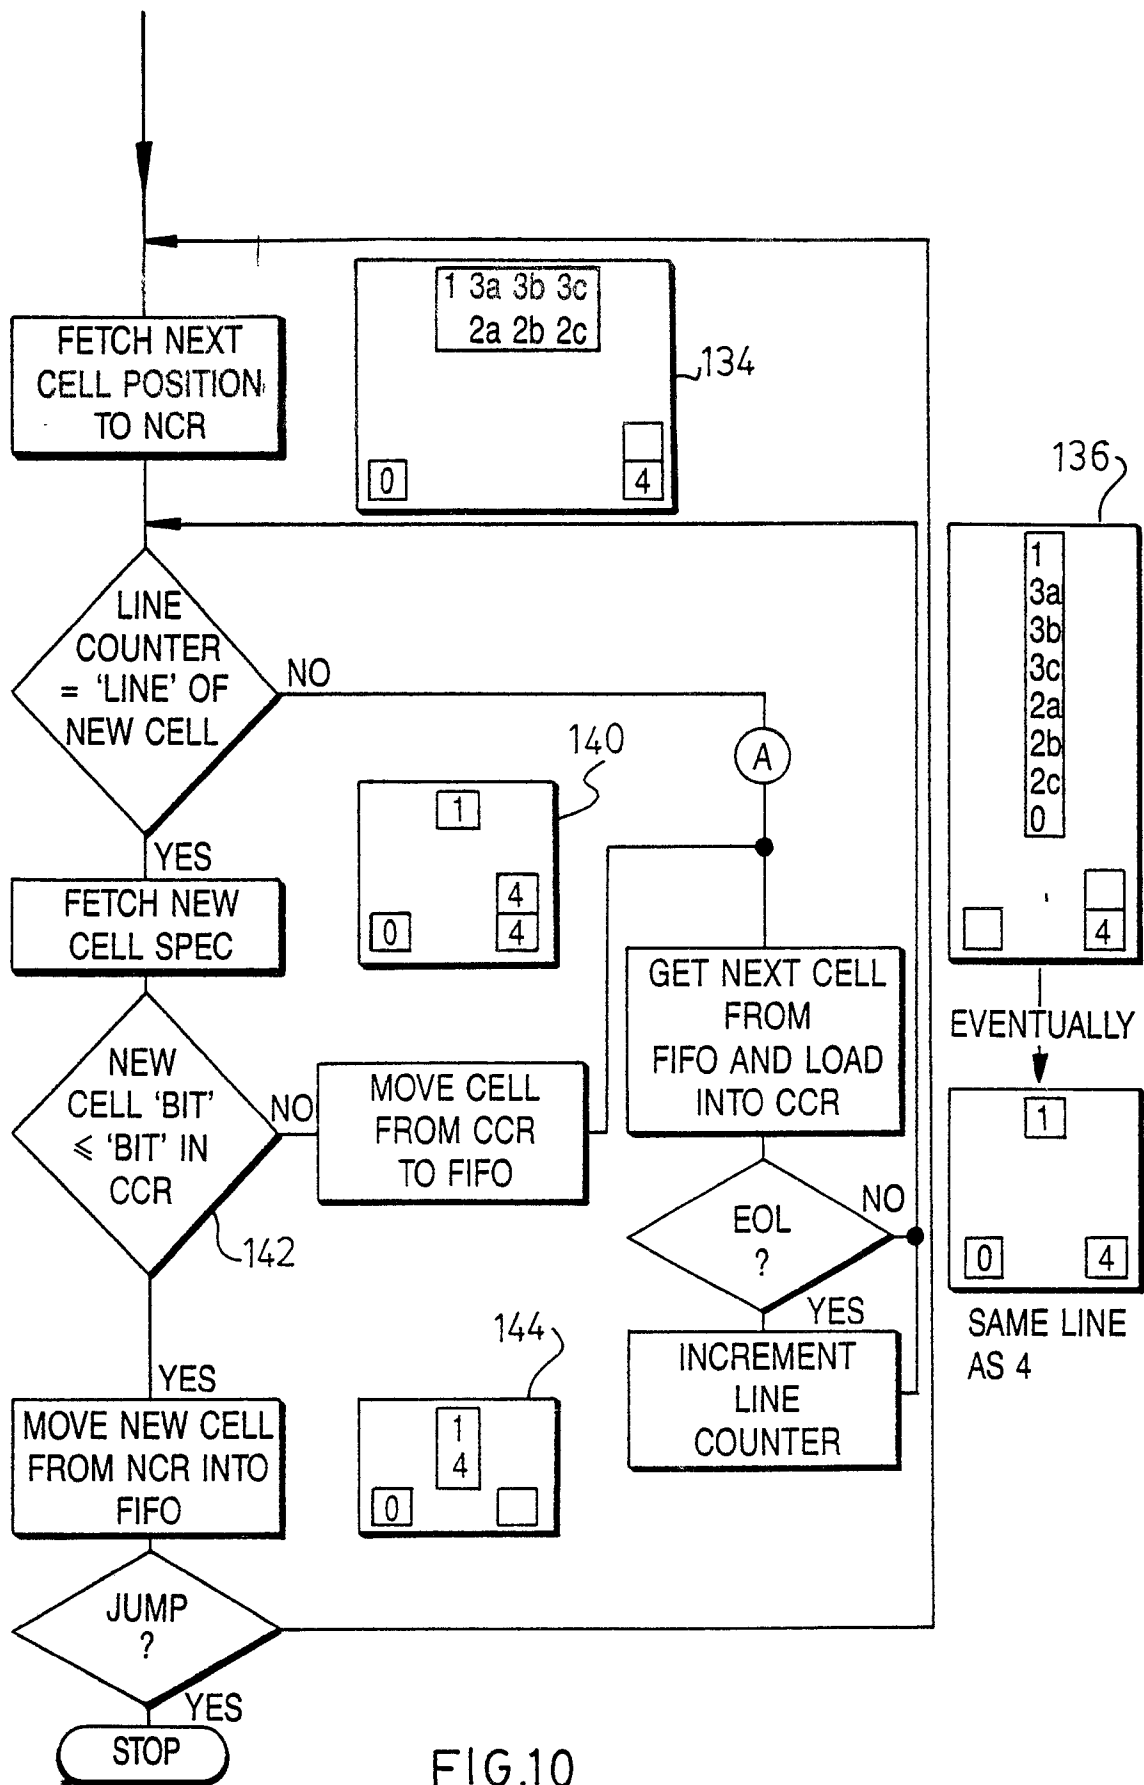 FETCH NEXT
CELL POSITION
TO NCR
1 3a 3b 3c
2a 2b 2c
0
4
134
LINE
COUNTER
= 'LINE' OF
NEW CELL
NO
A
YES
FETCH NEW
CELL SPEC
1
4
0
4
140
NEW
CELL 'BIT'
⩽ 'BIT' IN
CCR
142
NO
MOVE CELL
FROM CCR
TO FIFO
GET NEXT CELL
FROM
FIFO AND LOAD
INTO CCR
EOL
?
NO
YES
INCREMENT
LINE
COUNTER
YES
MOVE NEW CELL
FROM NCR INTO
FIFO
1
4
0
144
JUMP
?
YES
STOP
136
1
3a
3b
3c
2a
2b
2c
0
4
EVENTUALLY
1
0
4
SAME LINE
AS 4
FIG.10